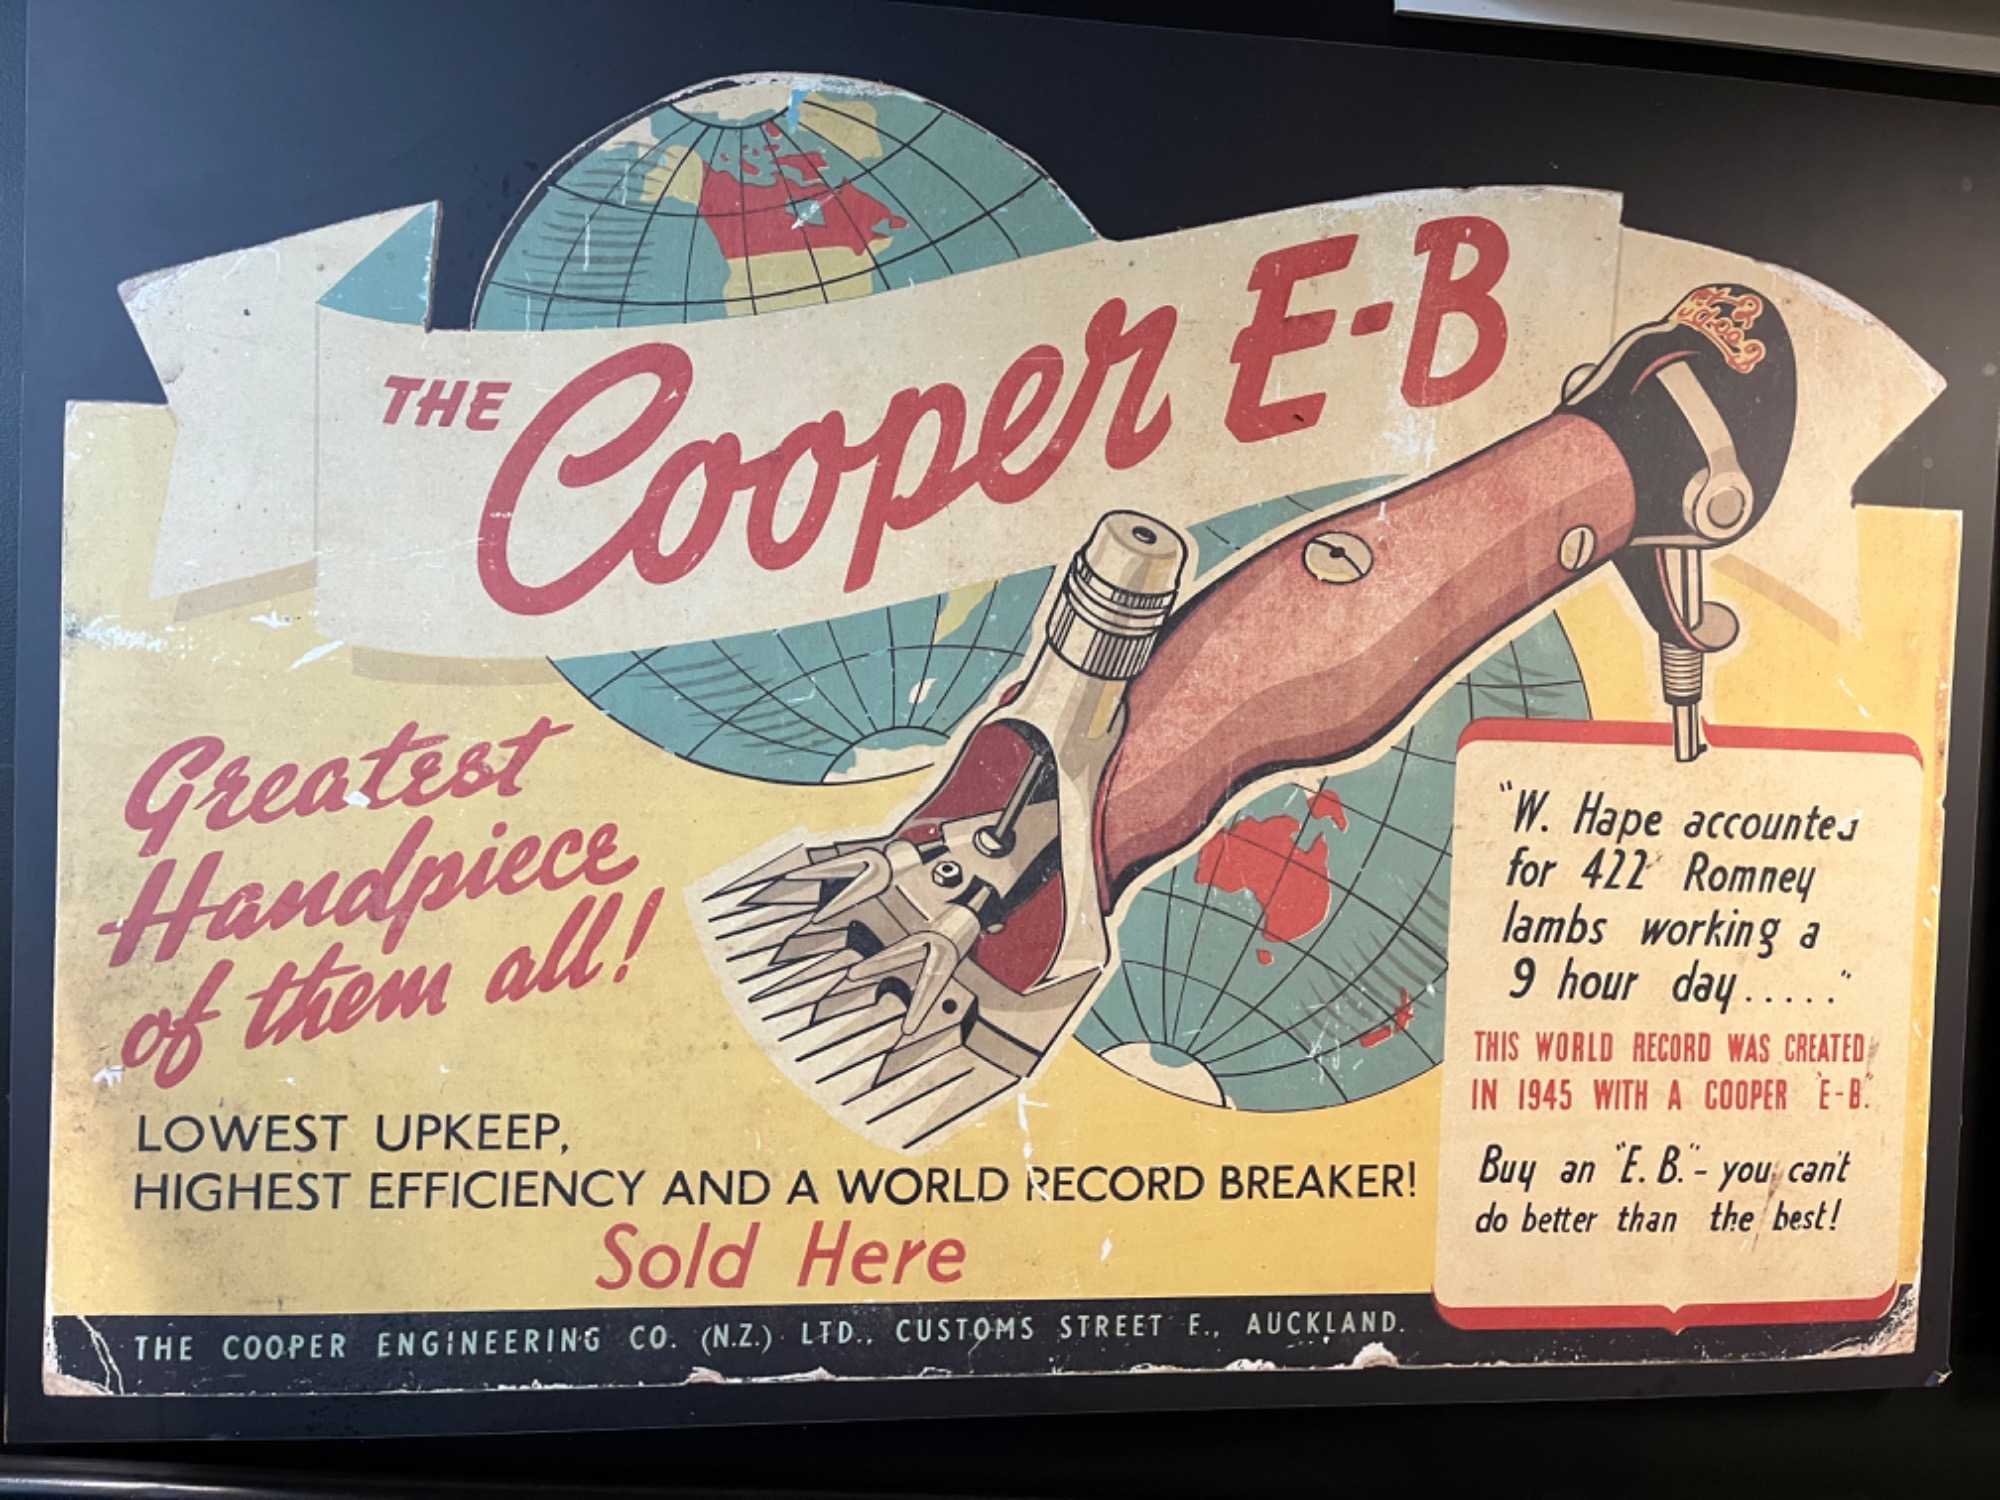 THE Cooper E-B
Greatest
Handpiece
of them all!
LOWEST UPKEEP,
HIGHEST EFFICIENCY AND A WORLD RECORD BREAKER!
Sold Here
"W. Hape accounted
for 422 Romney
lambs working a
9 hour day....."
THIS WORLD RECORD WAS CREATED
IN 1945 WITH A COOPER "E-B".
Buy an "E.B."- you can't
do better than the best!
THE COOPER ENGINEERING CO. (N.Z.) LTD., CUSTOMS STREET E., AUCKLAND.